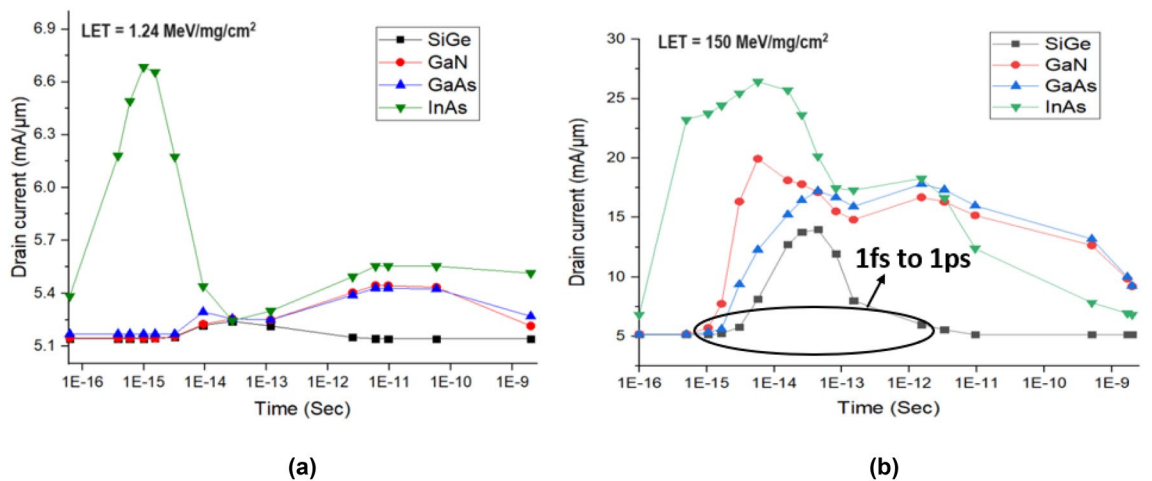 LET = 1.24 MeV/mg/cm²
SiGe
GaN
GaAs
InAs
6.9
6.6
6.3
6.0
5.7
5.4
5.1
Drain current (mA/µm)
1E-16 1E-15 1E-14 1E-13 1E-12 1E-11 1E-10 1E-9
Time (Sec)
(a)
LET = 150 MeV/mg/cm²
SiGe
GaN
GaAs
InAs
30
25
20
15
10
5
Drain current (mA/µm)
1fs to 1ps
1E-16 1E-15 1E-14 1E-13 1E-12 1E-11 1E-10 1E-9
Time (Sec)
(b)